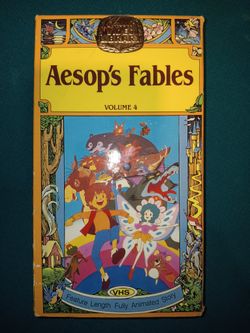 Aesop's Fables
VOLUME 4
VHS
Feature Length Fully Animated Story